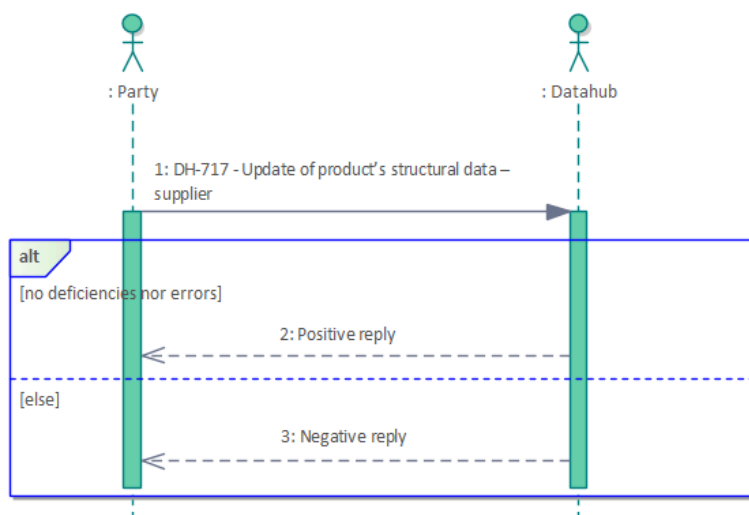 : Party
: Datahub
1: DH-717 - Update of product’s structural data –
supplier
alt
[no deficiencies nor errors]
2: Positive reply
[else]
3: Negative reply